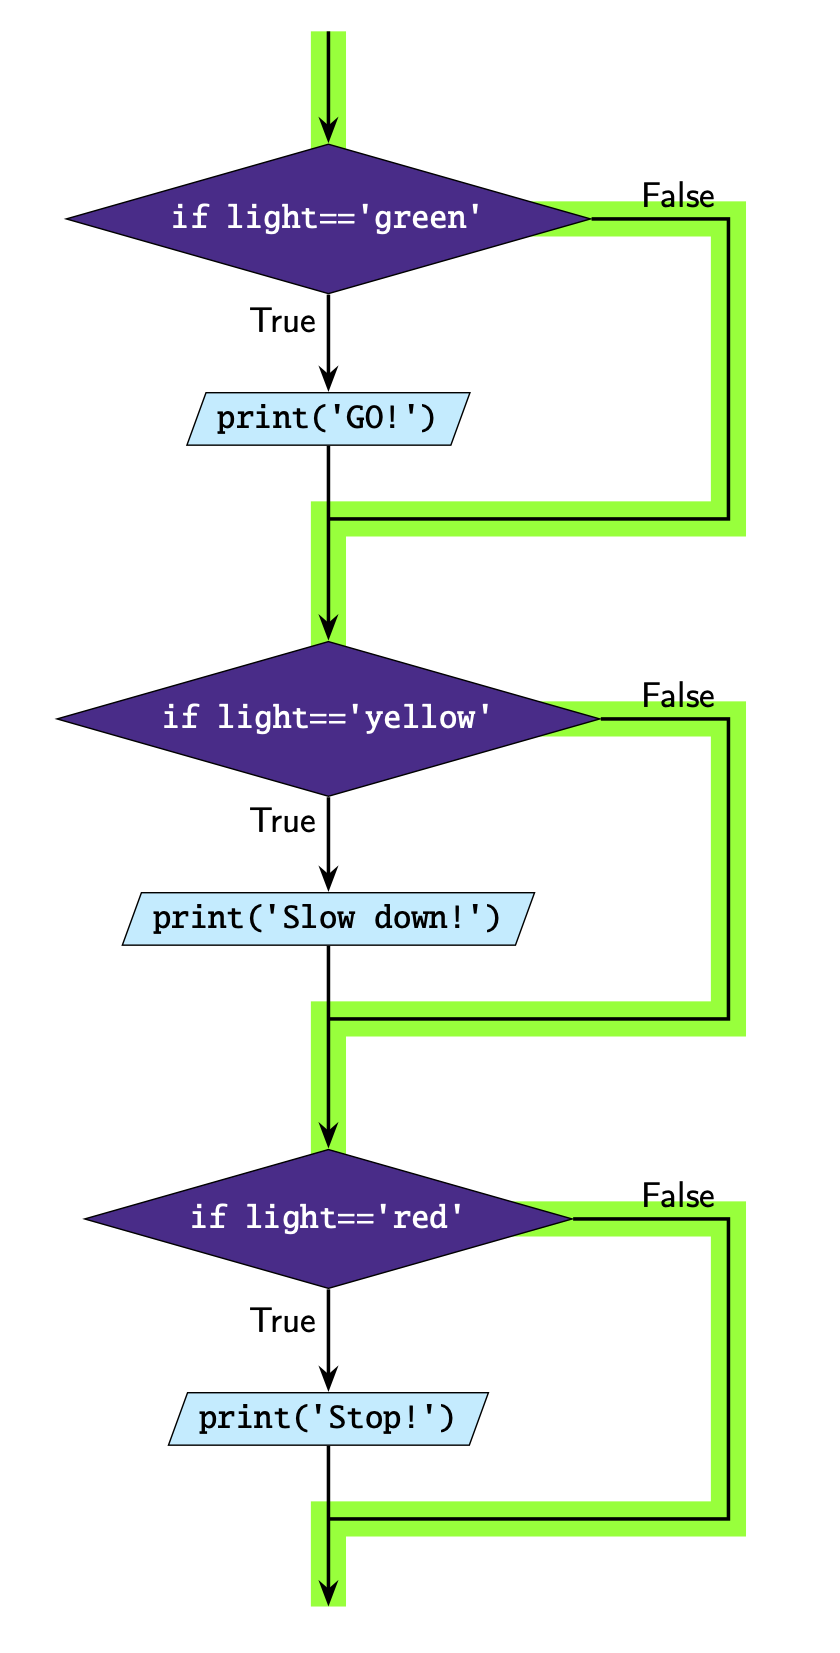 False
if light=='green'
True
print('GO!')
False
if light=='yellow'
True
print('Slow down!')
False
if light=='red'
True
print('Stop!')